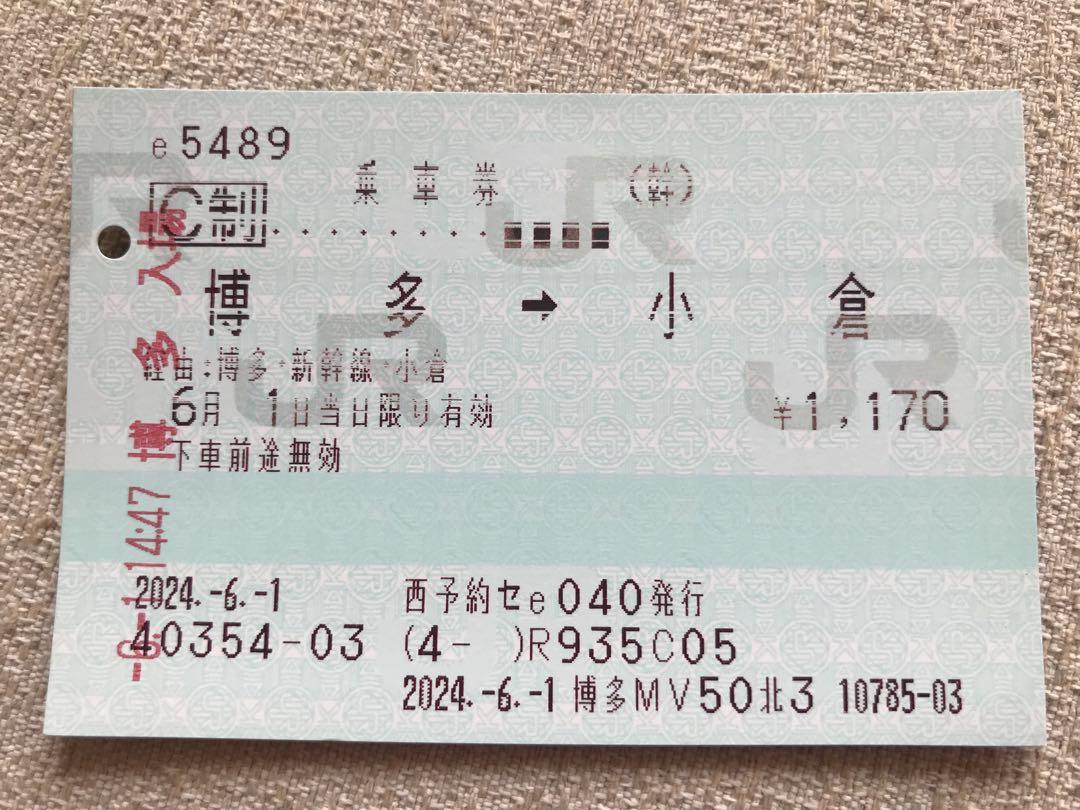 e5489
C制
乗車券 (幹)
博多➡小倉
経由:博多・新幹線・小倉
6月 1日当日限り有効 ¥1,170
下車前途無効
2024.-6.-1 西予約セe040発行
40354-03 (4- )R935C05
2024.-6.-1 博多MV50北3 10785-03
-6.-1 14:47 博多 入場
JR
JR
JR